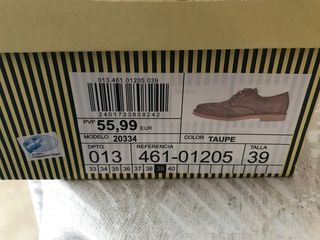 013.461.01205.039
2401733808242
PVP 55,99 EUR
MODELO 20334 COLOR TAUPE
DPTO REFERENCIA TALLA
013 461-01205 39
33 34 35 36 37 38 39 40